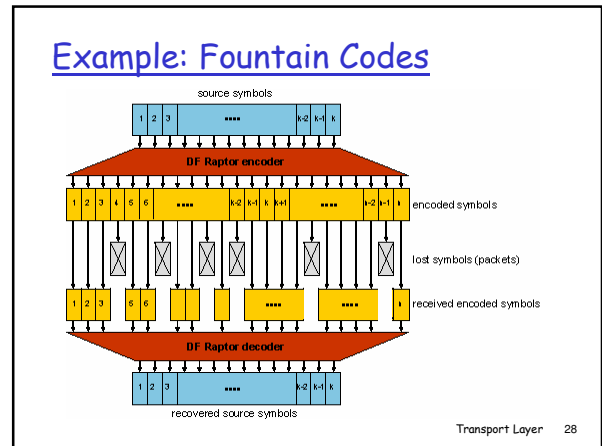 Example: Fountain Codes
source symbols
1 2 3 .... k-2 k-1 k
DF Raptor encoder
1 2 3 4 5 6 .... k-2 k-1 k k+1 .... n-2 n-1 n
encoded symbols
lost symbols (packets)
1 2 3 5 6 .... .... n
received encoded symbols
DF Raptor decoder
1 2 3 .... k-2 k-1 k
recovered source symbols
Transport Layer 28